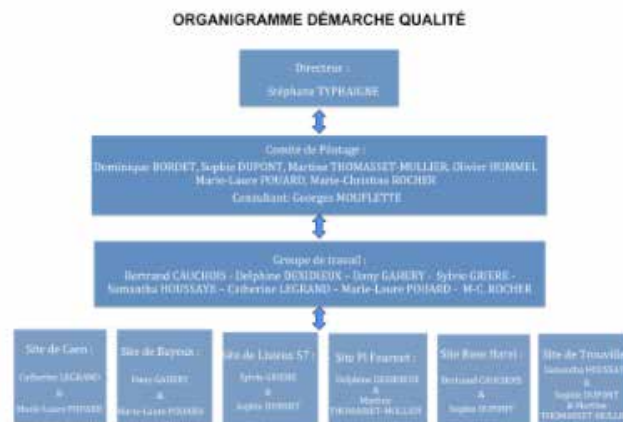 ORGANIGRAMME DÉMARCHE QUALITÉ
Directeur :
Stéphane TYPHAIGNE
Comité de Pilotage :
Dominique BORDET, Sophie DUPONT, Martine THOMASSET-MULLIER, Olivier HUMMEL
Marie-Laure POUARD, Marie-Christine ROCHER
Consultant: Georges MOUFLETTE
Groupe de travail :
Bertrand CAUCHOIS - Delphine - Dany GAHERY - Sylvie GRIERE -
Samantha HOUSSAYE - Catherine LEGRAND - Marie-Laure POUARD - M-C. ROCHER
Site de Caen :
Catherine LEGRAND
&
Marie-Laure POUARD
Site de Bayeux :
Dany GAHERY
&
Marie-Laure POUARD
Site de Lisieux S7 :
Sylvie GRIERE
&
Sophie DUPONT
Site Pl Fournet :
Delphine
&
Martine
THOMASSET-MULLIER
Site Rose Harel :
Bertrand CAUCHOIS
&
Sophie DUPONT
Site de Trouville
Samantha HOUSSAYE
&
Sophie DUPONT
& Martine
THOMASSET-MULLIER